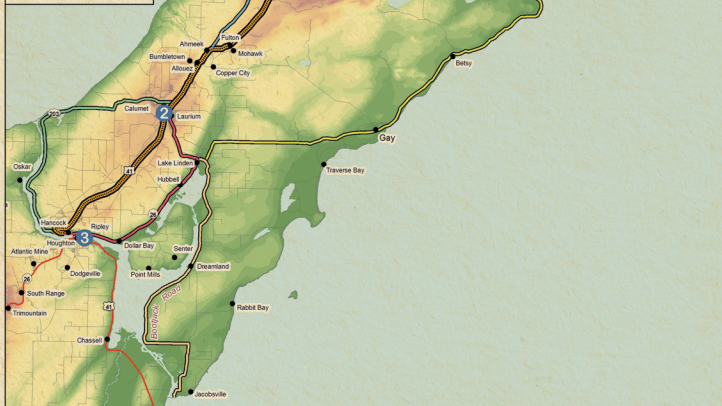 Fulton
Ahmeek
Mohawk
Bumbletown
Allouez
Copper City
Betsy
203
Calumet
2
Laurium
Gay
Lake Linden
Oskar
41
Traverse Bay
Hubbell
26
Hancock
Ripley
3
Houghton
Dollar Bay
Atlantic Mine
Senter
Dreamland
Dodgeville
Point Mills
26
South Range
Bootjack Road
41
Rabbit Bay
Trimountain
Chassell
Jacobsville